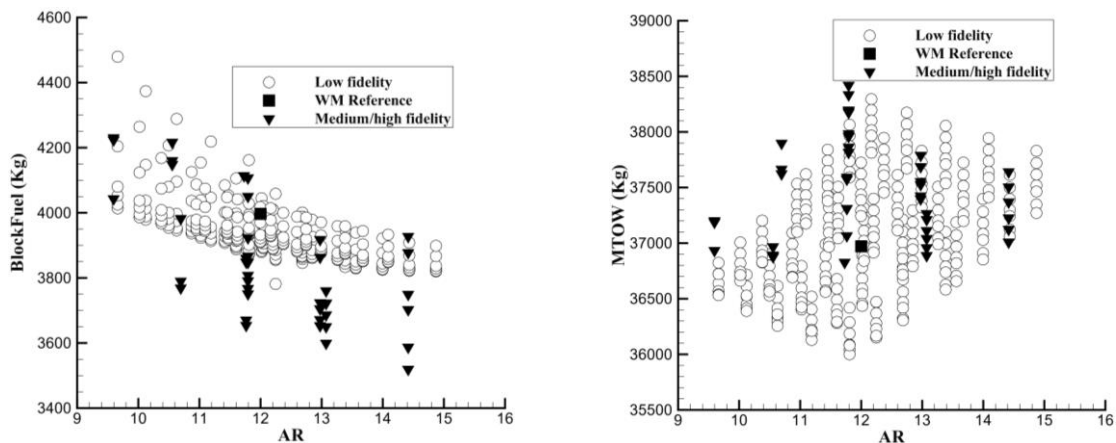 4600
4400
4200
4000
3800
3600
3400
BlockFuel (Kg)
Low fidelity
WM Reference
Medium/high fidelity
9 10 11 12 13 14 15 16
AR
39000
38500
38000
37500
37000
36500
36000
35500
MTOW (Kg)
Low fidelity
WM Reference
Medium/high fidelity
9 10 11 12 13 14 15 16
AR